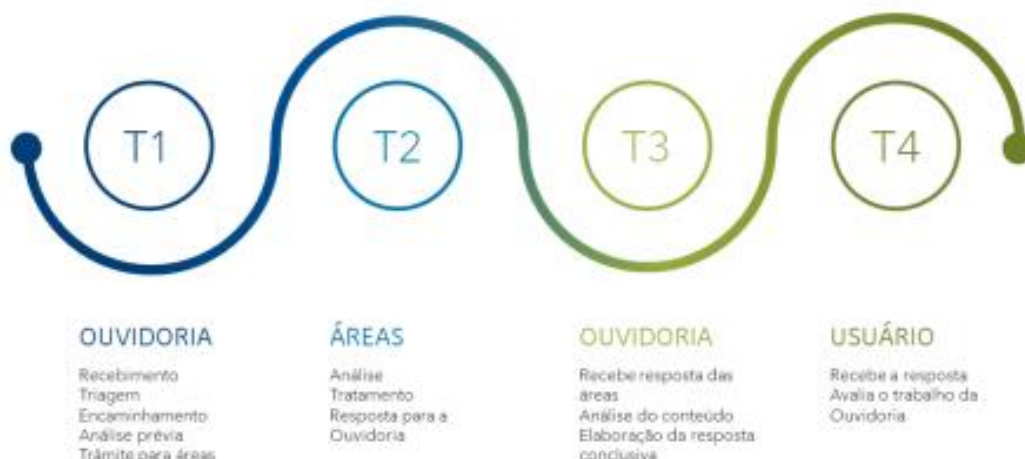 T1
T2
T3
T4
OUVIDORIA
Recebimento
Triagem
Encaminhamento
Análise prévia
Trâmite para áreas
ÁREAS
Análise
Tratamento
Resposta para a
Ouvidoria
OUVIDORIA
Recebe resposta das
áreas
Análise do conteúdo
Elaboração da resposta
conclusiva
USUÁRIO
Recebe a resposta
Avalia o trabalho da
Ouvidoria